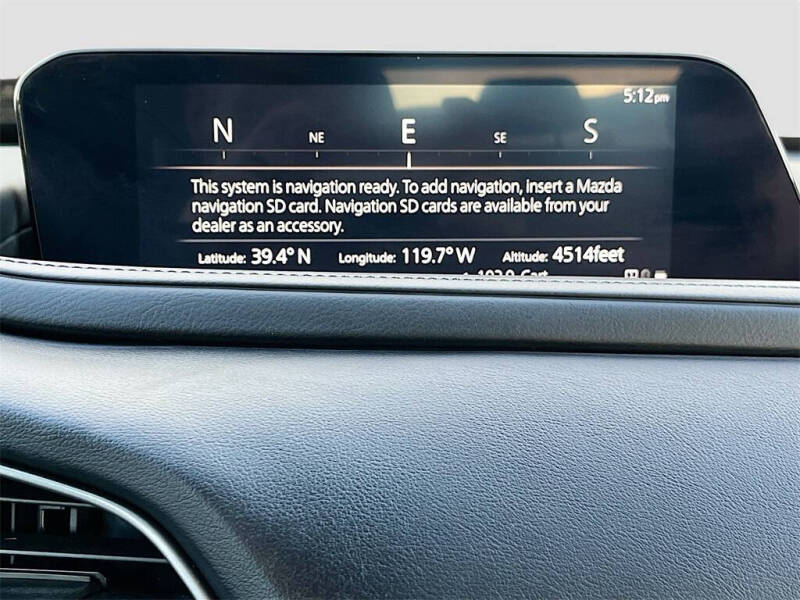 5:12pm
N NE E SE S
This system is navigation ready. To add navigation, insert a Mazda
navigation SD card. Navigation SD cards are available from your
dealer as an accessory.
Latitude: 39.4° N Longitude: 119.7° W Altitude: 4514feet